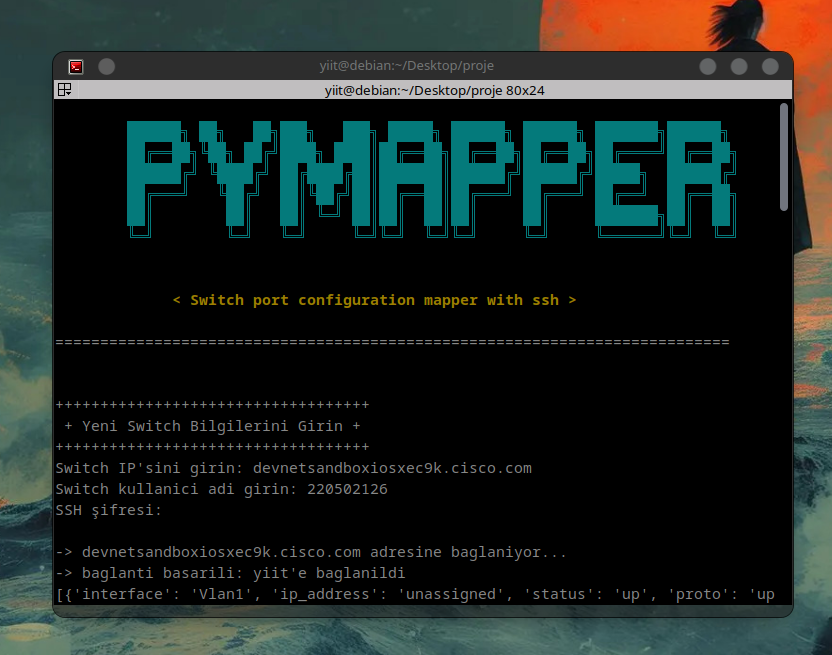 yiit@debian:~/Desktop/proje
yiit@debian:~/Desktop/proje 80x24
PYMAPPER
< Switch port configuration mapper with ssh >
===========================================================================
+++++++++++++++++++++++++++++++++++
+ Yeni Switch Bilgilerini Girin +
+++++++++++++++++++++++++++++++++++
Switch IP'sini girin: devnetsandboxiosxec9k.cisco.com
Switch kullanici adi girin: 220502126
SSH şifresi:
-> devnetsandboxiosxec9k.cisco.com adresine baglaniyor...
-> baglanti basarili: yiit'e baglanildi
[{'interface': 'Vlan1', 'ip_address': 'unassigned', 'status': 'up', 'proto': 'up